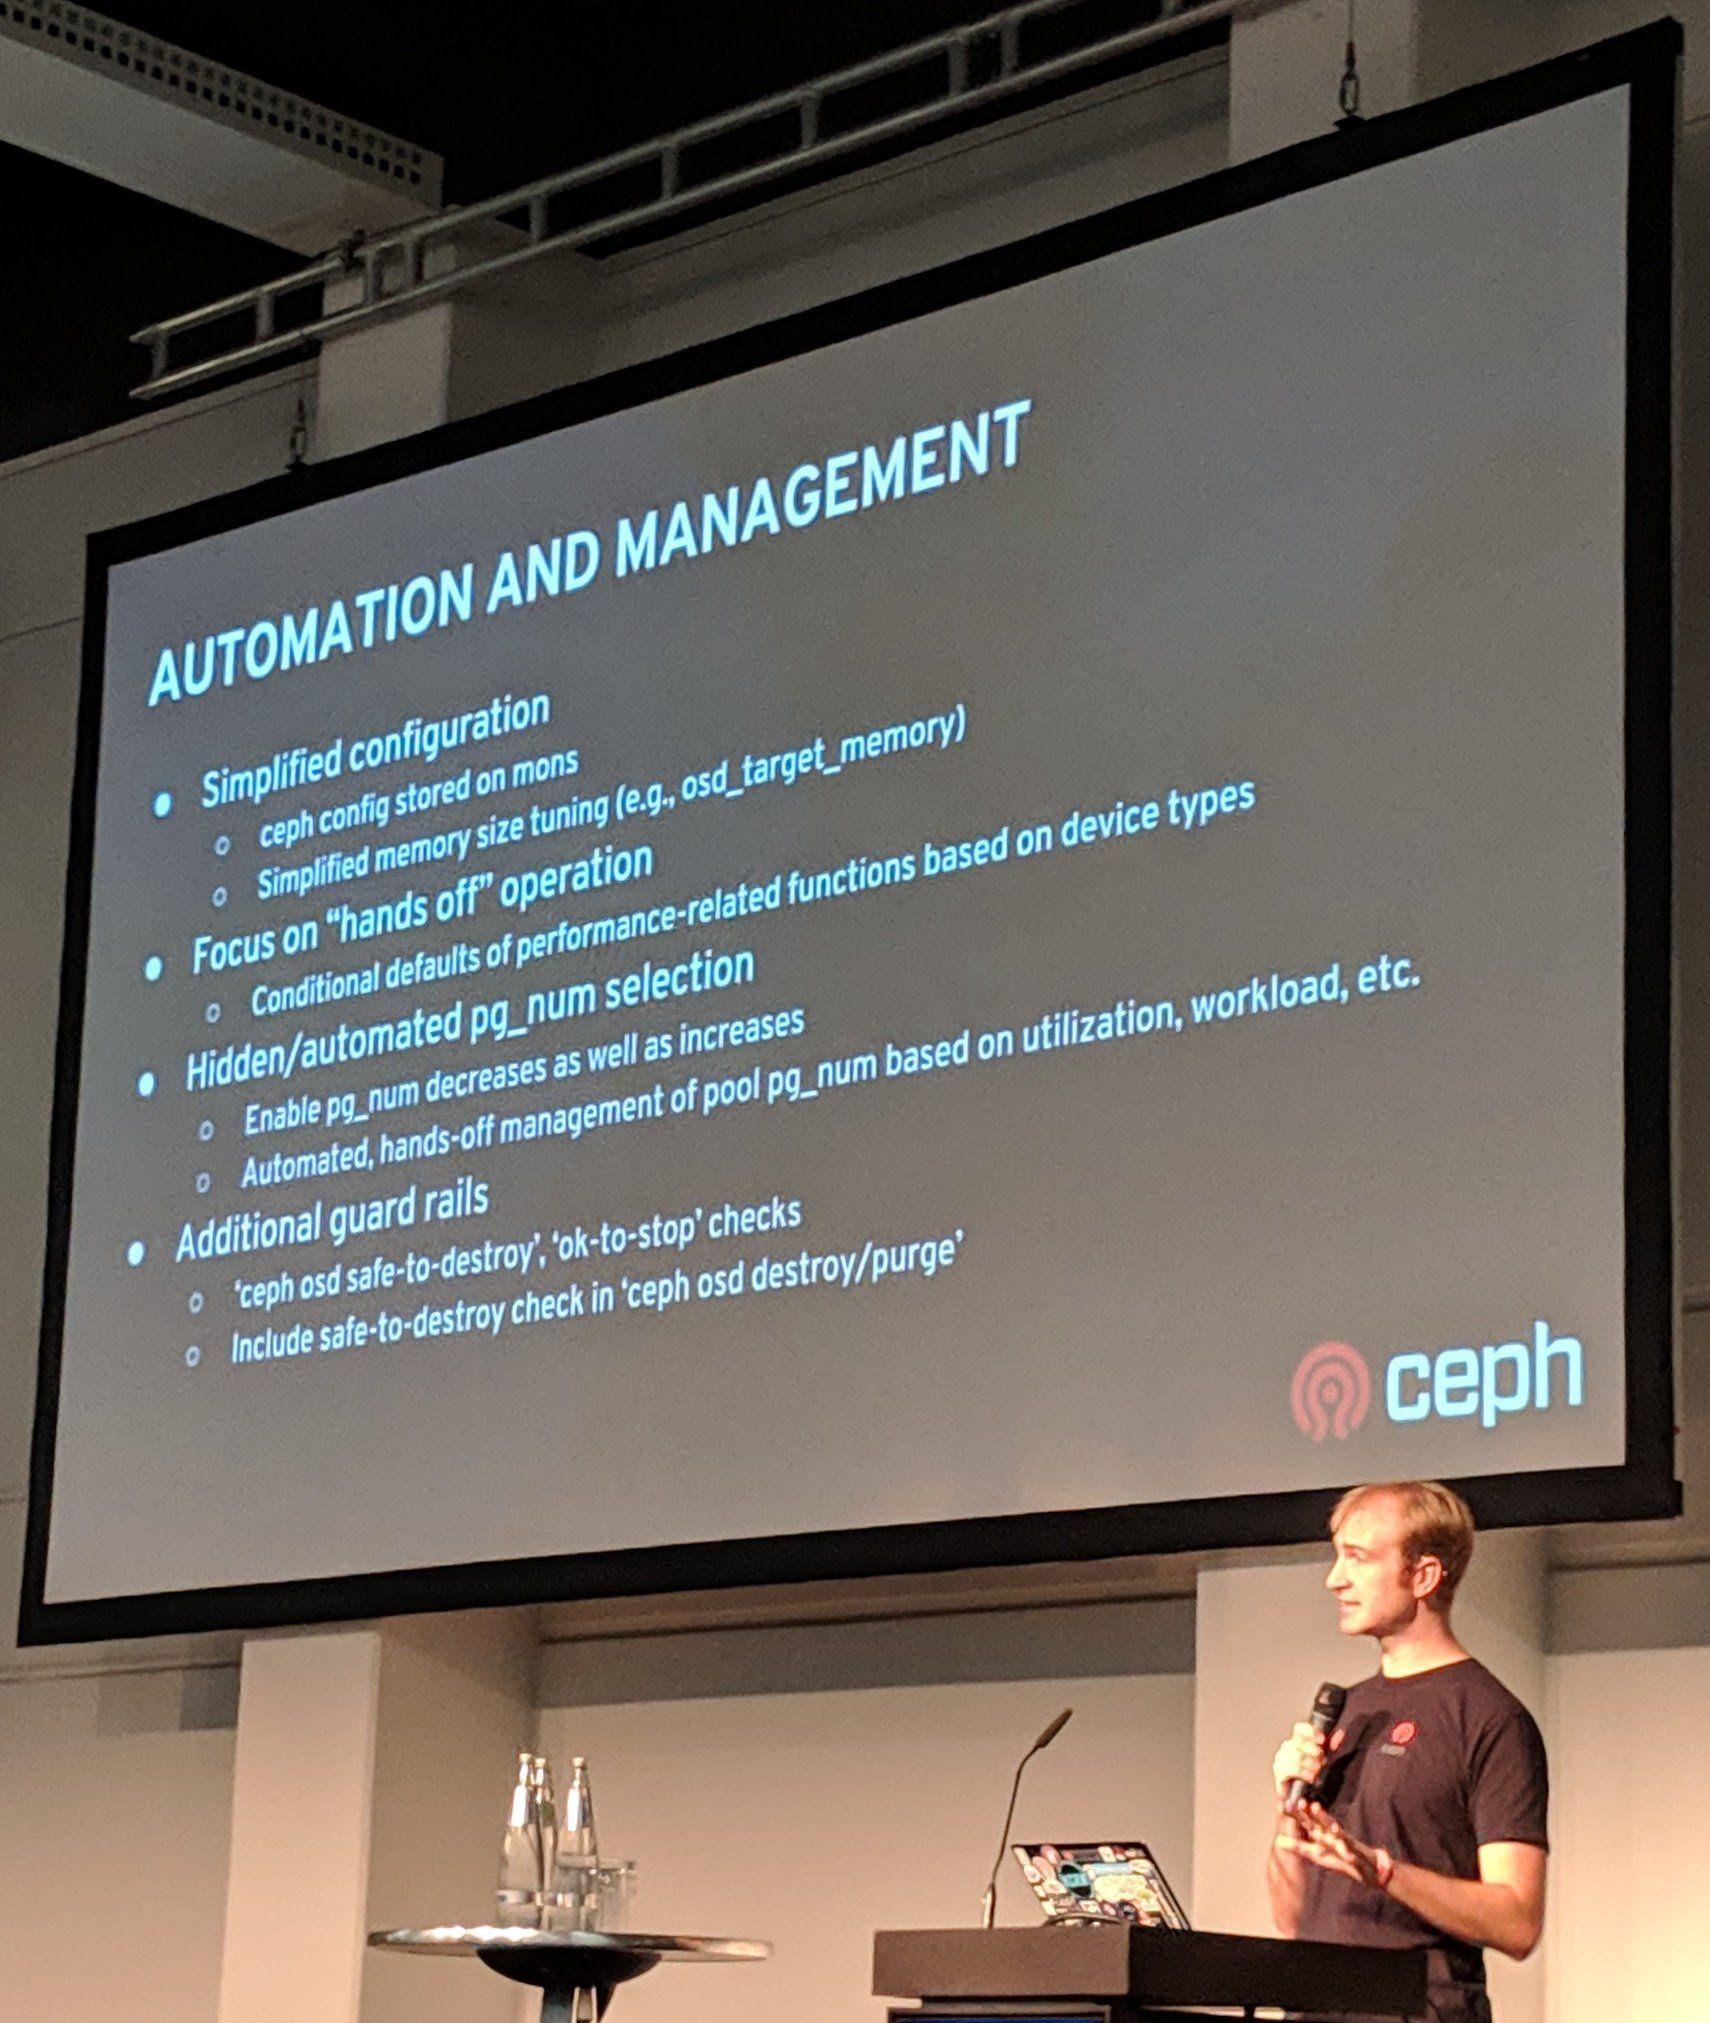 AUTOMATION AND MANAGEMENT
● Simplified configuration
○ ceph config stored on mons
○ Simplified memory size tuning (e.g., osd_target_memory)
● Focus on “hands off” operation
○ Conditional defaults of performance-related functions based on device types
● Hidden/automated pg_num selection
○ Enable pg_num decreases as well as increases
○ Automated, hands-off management of pool pg_num based on utilization, workload, etc.
● Additional guard rails
○ ‘ceph osd safe-to-destroy’, ‘ok-to-stop’ checks
○ Include safe-to-destroy check in ‘ceph osd destroy/purge’
ceph